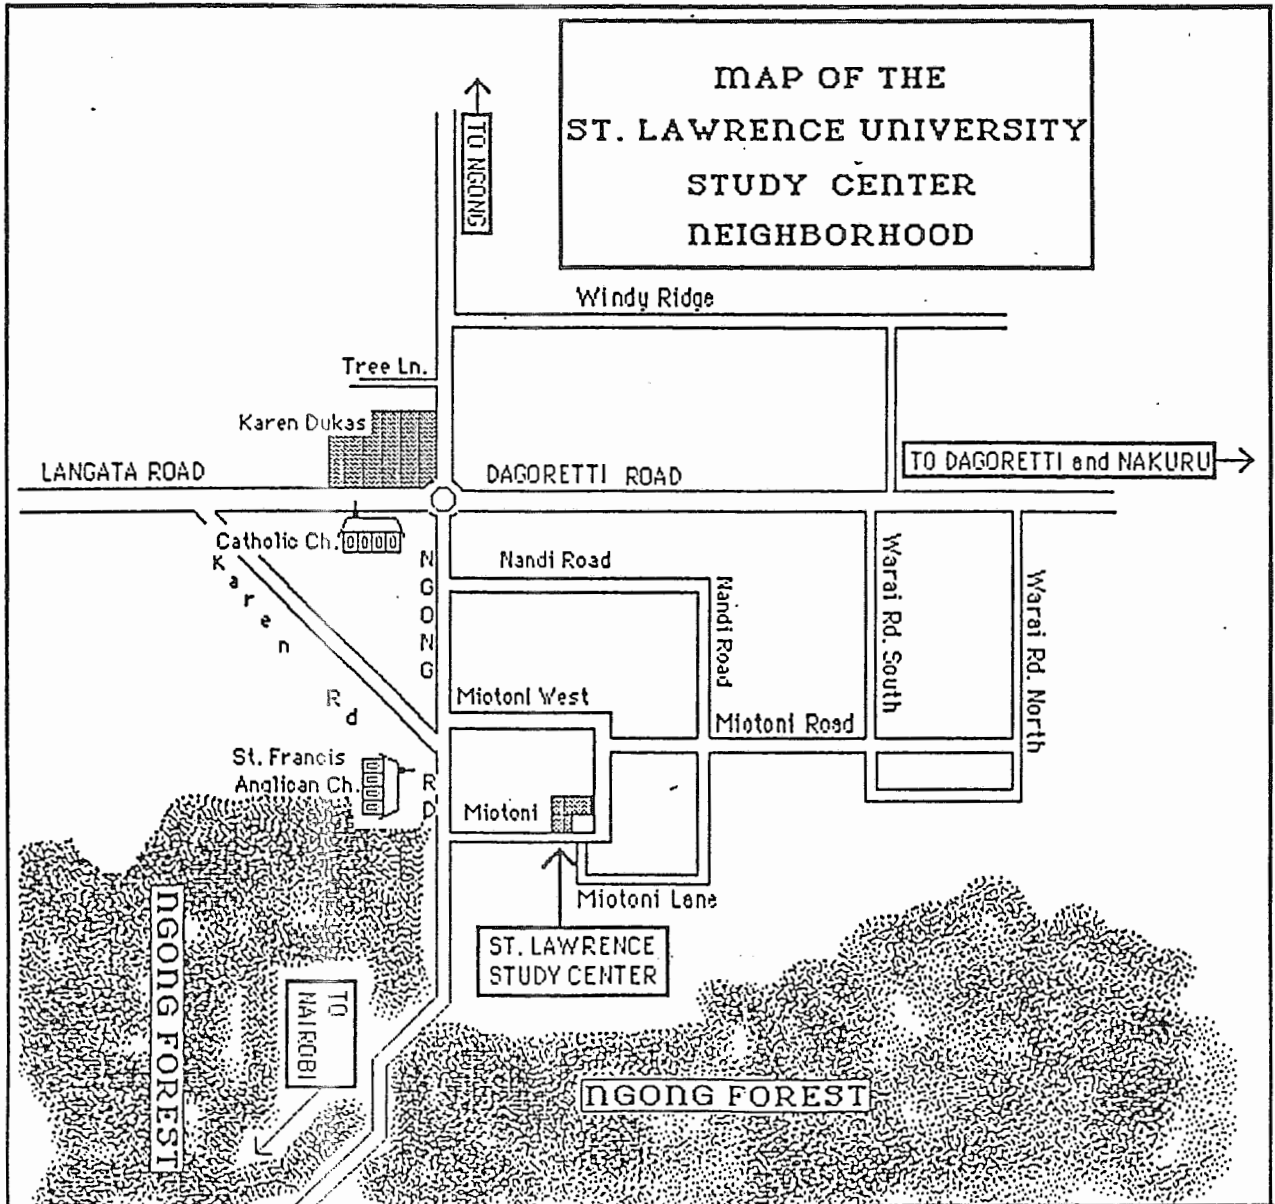 MAP OF THE
ST. LAWRENCE UNIVERSITY
STUDY CENTER
NEIGHBORHOOD
TO NGONG
Windy Ridge
Tree Ln.
Karen Dukas
LANGATA ROAD
DAGORETTI ROAD
TO DAGORETTI and NAKURU
Catholic Ch.
Karen Rd
NGONG RD
Nandi Road
Nandi Road
Warai Rd. South
Warai Rd. North
Miotoni West
Miotoni Road
St. Francis
Anglican Ch.
Miotoni
Miotoni Lane
ST. LAWRENCE
STUDY CENTER
NGONG FOREST
TO
NAIROBI
NGONG FOREST